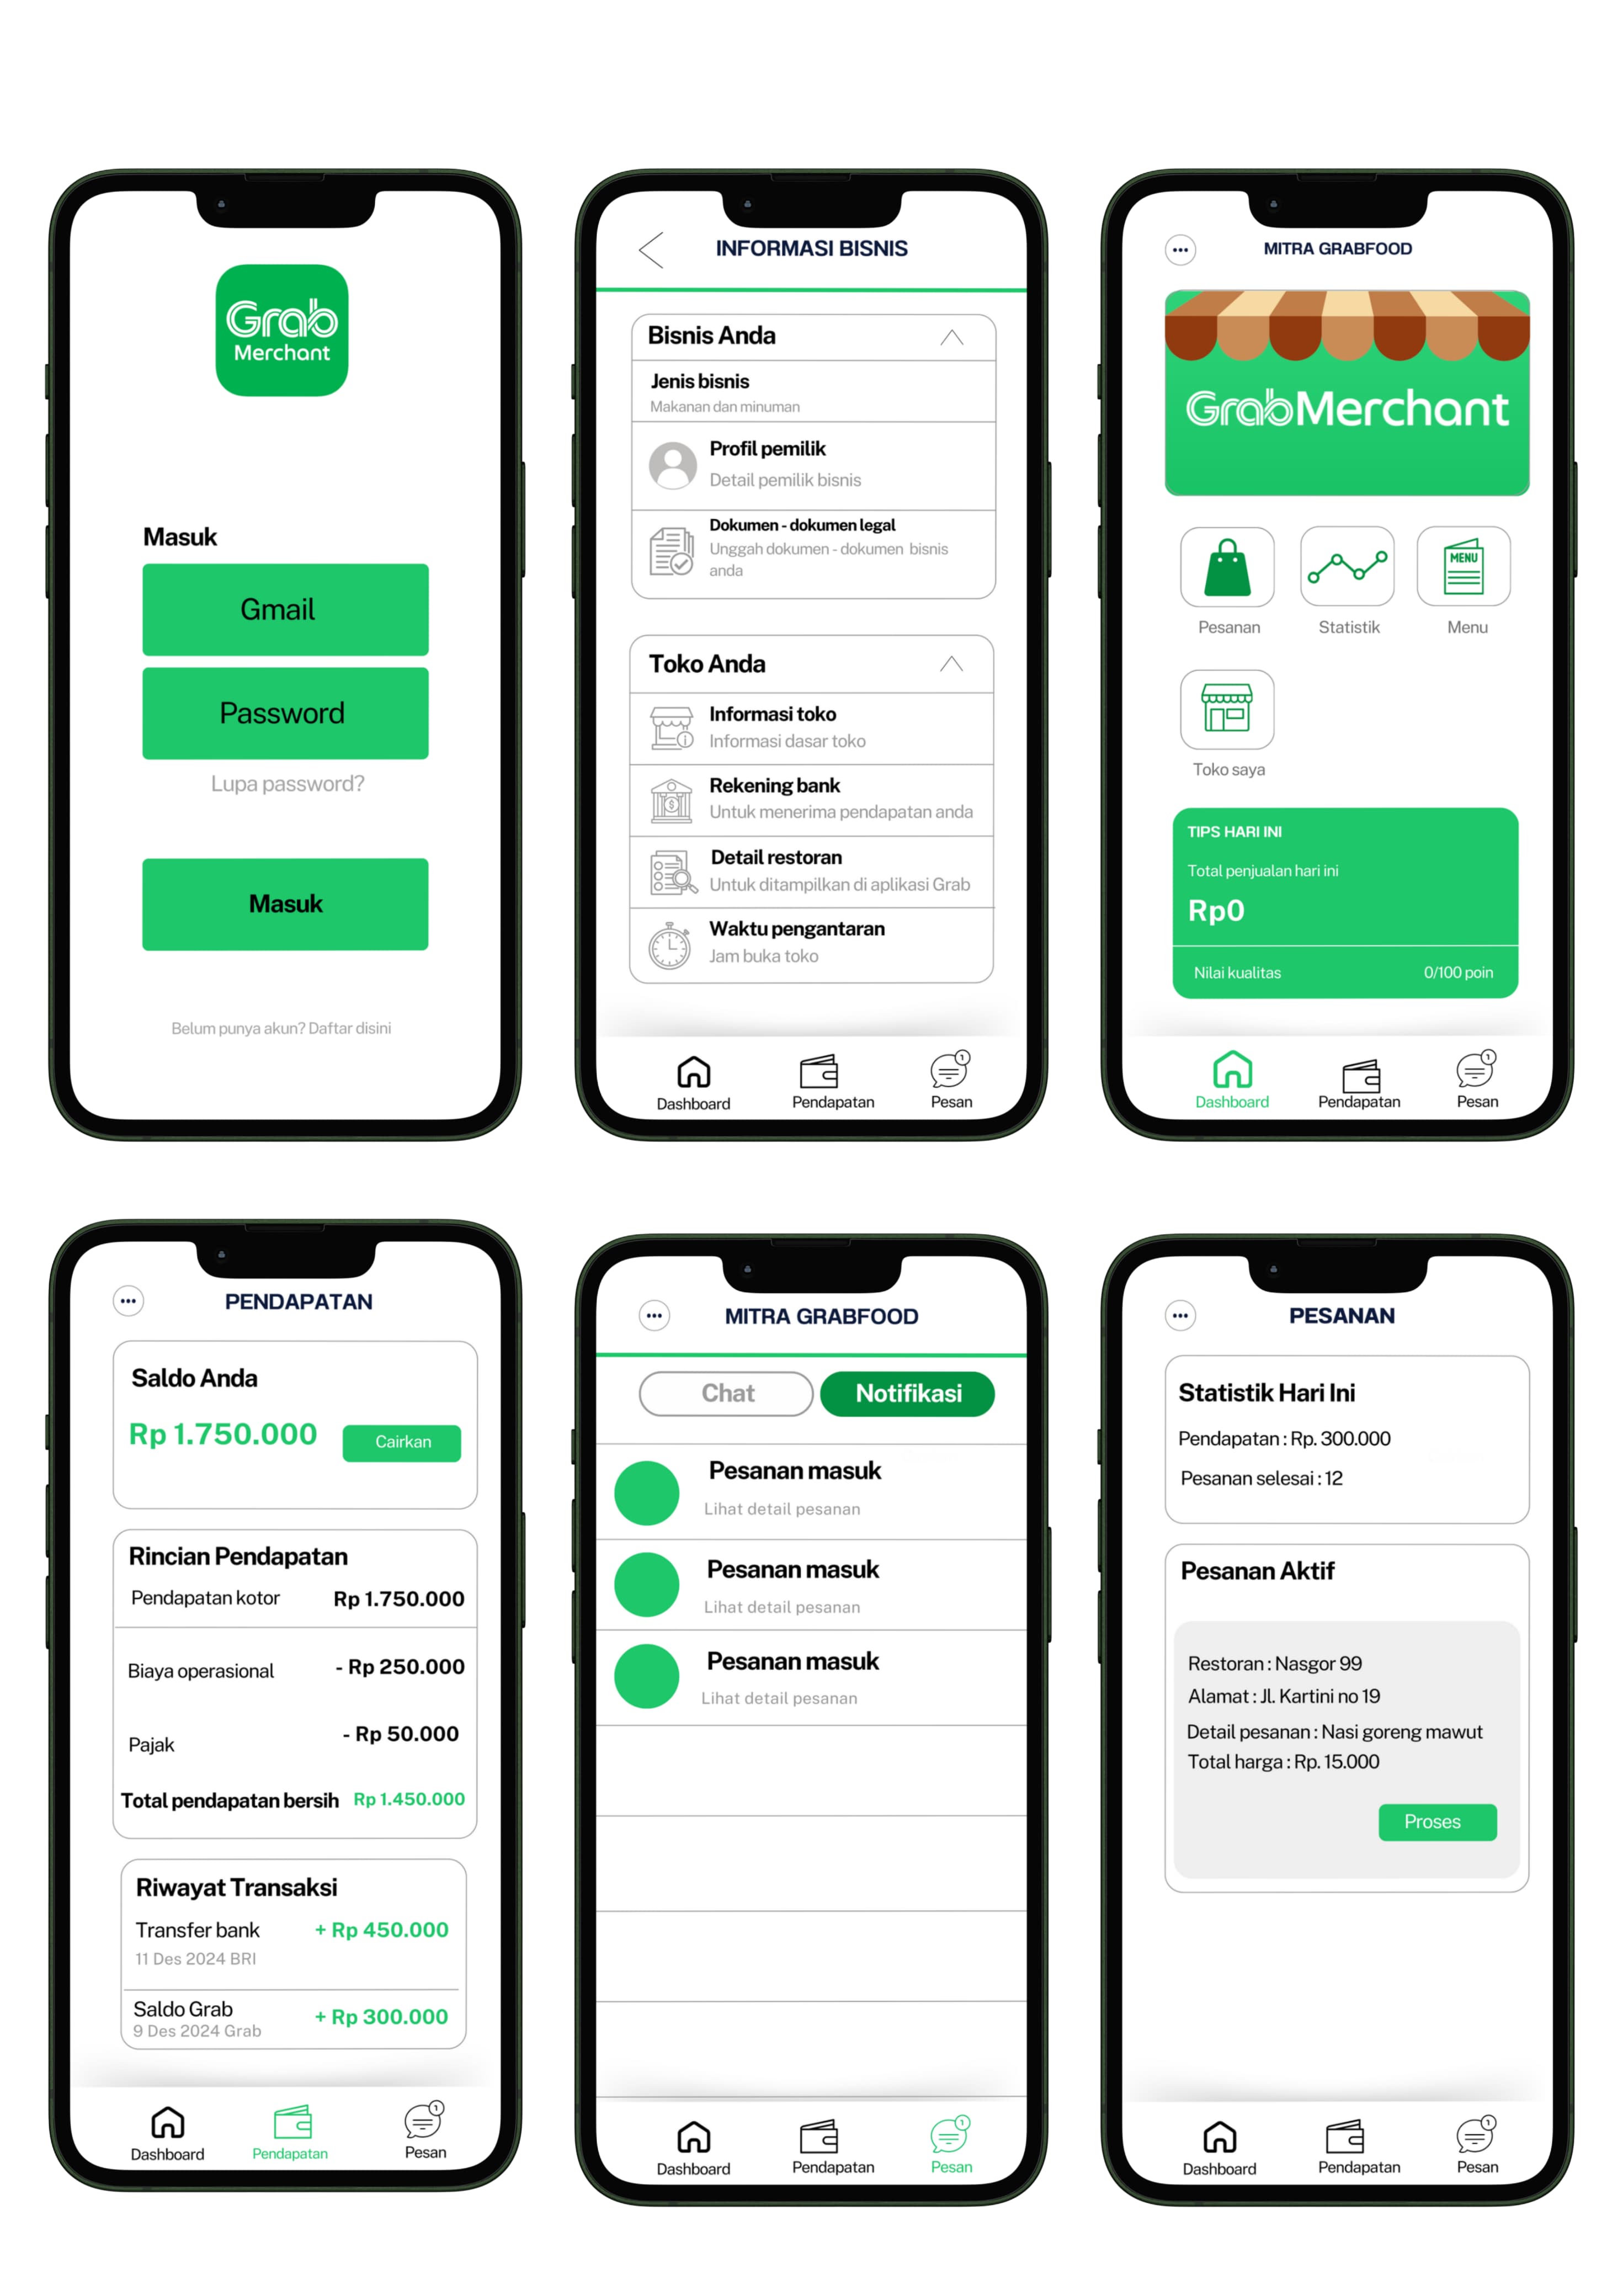 Grab
Merchant
Masuk
Gmail
Password
Lupa password?
Masuk
Belum punya akun? Daftar disini
INFORMASI BISNIS
Bisnis Anda
Jenis bisnis
Makanan dan minuman
Profil pemilik
Detail pemilik bisnis
Dokumen - dokumen legal
Unggah dokumen - dokumen bisnis
anda
Toko Anda
Informasi toko
Informasi dasar toko
Rekening bank
Untuk menerima pendapatan anda
Detail restoran
Untuk ditampilkan di aplikasi Grab
Waktu pengantaran
Jam buka toko
1
Dashboard Pendapatan Pesan
MITRA GRABFOOD
GrabMerchant
MENU
Pesanan Statistik Menu
Toko saya
TIPS HARI INI
Total penjualan hari ini
Rp0
Nilai kualitas 0/100 poin
1
Dashboard Pendapatan Pesan
PENDAPATAN
Saldo Anda
Rp 1.750.000 Cairkan
Rincian Pendapatan
Pendapatan kotor Rp 1.750.000
Biaya operasional - Rp 250.000
Pajak - Rp 50.000
Total pendapatan bersih Rp 1.450.000
Riwayat Transaksi
Transfer bank + Rp 450.000
11 Des 2024 BRI
Saldo Grab + Rp 300.000
9 Des 2024 Grab
1
Dashboard Pendapatan Pesan
MITRA GRABFOOD
Chat Notifikasi
Pesanan masuk
Lihat detail pesanan
Pesanan masuk
Lihat detail pesanan
Pesanan masuk
Lihat detail pesanan
1
Dashboard Pendapatan Pesan
PESANAN
Statistik Hari Ini
Pendapatan : Rp. 300.000
Pesanan selesai : 12
Pesanan Aktif
Restoran : Nasgor 99
Alamat : Jl. Kartini no 19
Detail pesanan : Nasi goreng mawut
Total harga : Rp. 15.000
Proses
1
Dashboard Pendapatan Pesan